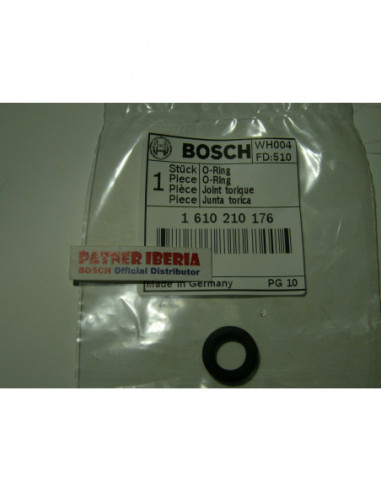 BOSCH
WH004
FD:510
1
Stück O-Ring
Piece O-Ring
Pièce Joint torique
Piece Junta torica
1 610 210 176
PATNER IBERIA
BOSCH Official Distributor
Made in Germany
PG 10